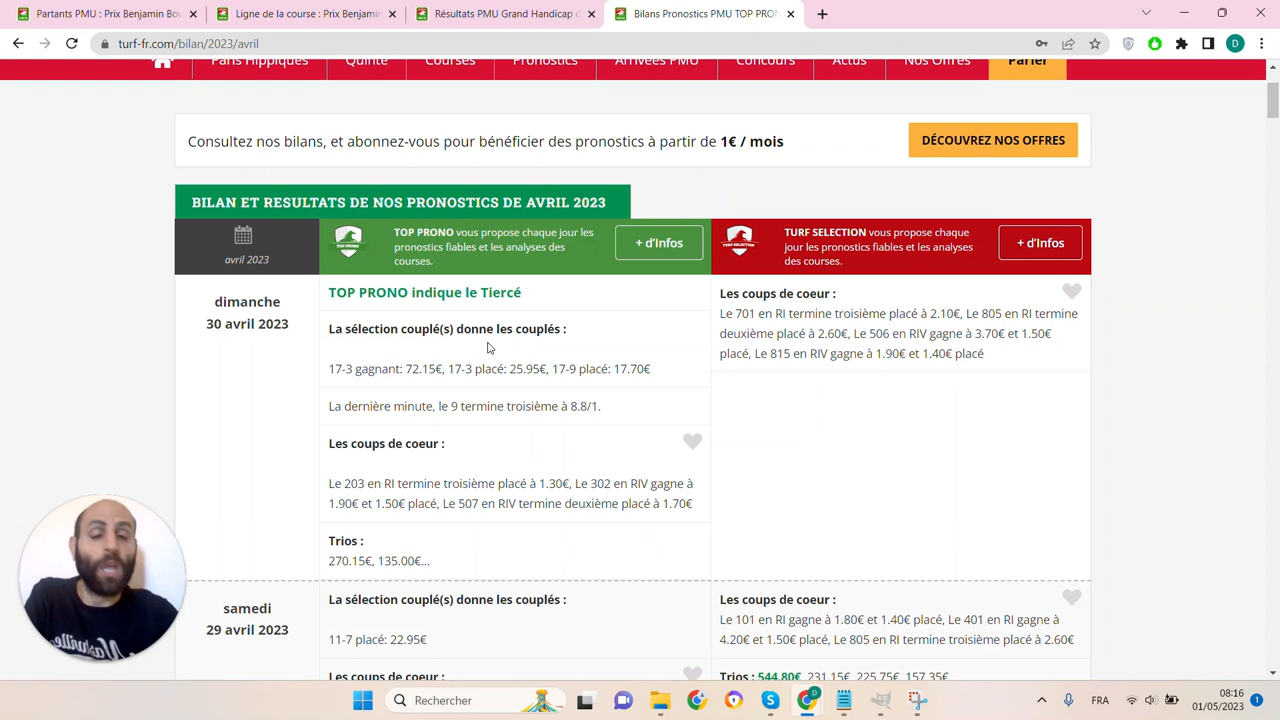 Partants PMU : Prix Benjamin Bou
Ligne de la course : Prix Benjamin
Résultats PMU Grand Handicap d
Bilans Pronostics PMU TOP PRON
turf-fr.com/bilan/2023/avril
D
Paris Hippiques
Quinté
Courses
Pronostics
Arrivées PMU
Concours
Actus
Nos Offres
Parier
Consultez nos bilans, et abonnez-vous pour bénéficier des pronostics à partir de 1€ / mois
DÉCOUVREZ NOS OFFRES
BILAN ET RESULTATS DE NOS PRONOSTICS DE AVRIL 2023
avril 2023
TOP PRONO
TOP PRONO vous propose chaque jour les
pronostics fiables et les analyses des
courses.
+ d'Infos
TURF SELECTION
TURF SELECTION vous propose chaque
jour les pronostics fiables et les analyses
des courses.
+ d'Infos
dimanche
30 avril 2023
TOP PRONO indique le Tiercé
La sélection couplé(s) donne les couplés :
17-3 gagnant: 72.15€, 17-3 placé: 25.95€, 17-9 placé: 17.70€
La dernière minute, le 9 termine troisième à 8.8/1.
Les coups de coeur :
Le 203 en RI termine troisième placé à 1.30€, Le 302 en RIV gagne à
1.90€ et 1.50€ placé, Le 507 en RIV termine deuxième placé à 1.70€
Trios :
270.15€, 135.00€...
Les coups de coeur :
Le 701 en RI termine troisième placé à 2.10€, Le 805 en RI termine
deuxième placé à 2.60€, Le 506 en RIV gagne à 3.70€ et 1.50€
placé, Le 815 en RIV gagne à 1.90€ et 1.40€ placé
samedi
29 avril 2023
La sélection couplé(s) donne les couplés :
11-7 placé: 22.95€
Les coups de coeur :
Les coups de coeur :
Le 101 en RI gagne à 1.80€ et 1.40€ placé, Le 401 en RI gagne à
4.20€ et 1.50€ placé, Le 805 en RI termine troisième placé à 2.60€
Trios : 544.80€, 231.15€, 225.75€, 157.35€
Nashville
Rechercher
D
FRA
08:16
01/05/2023
1